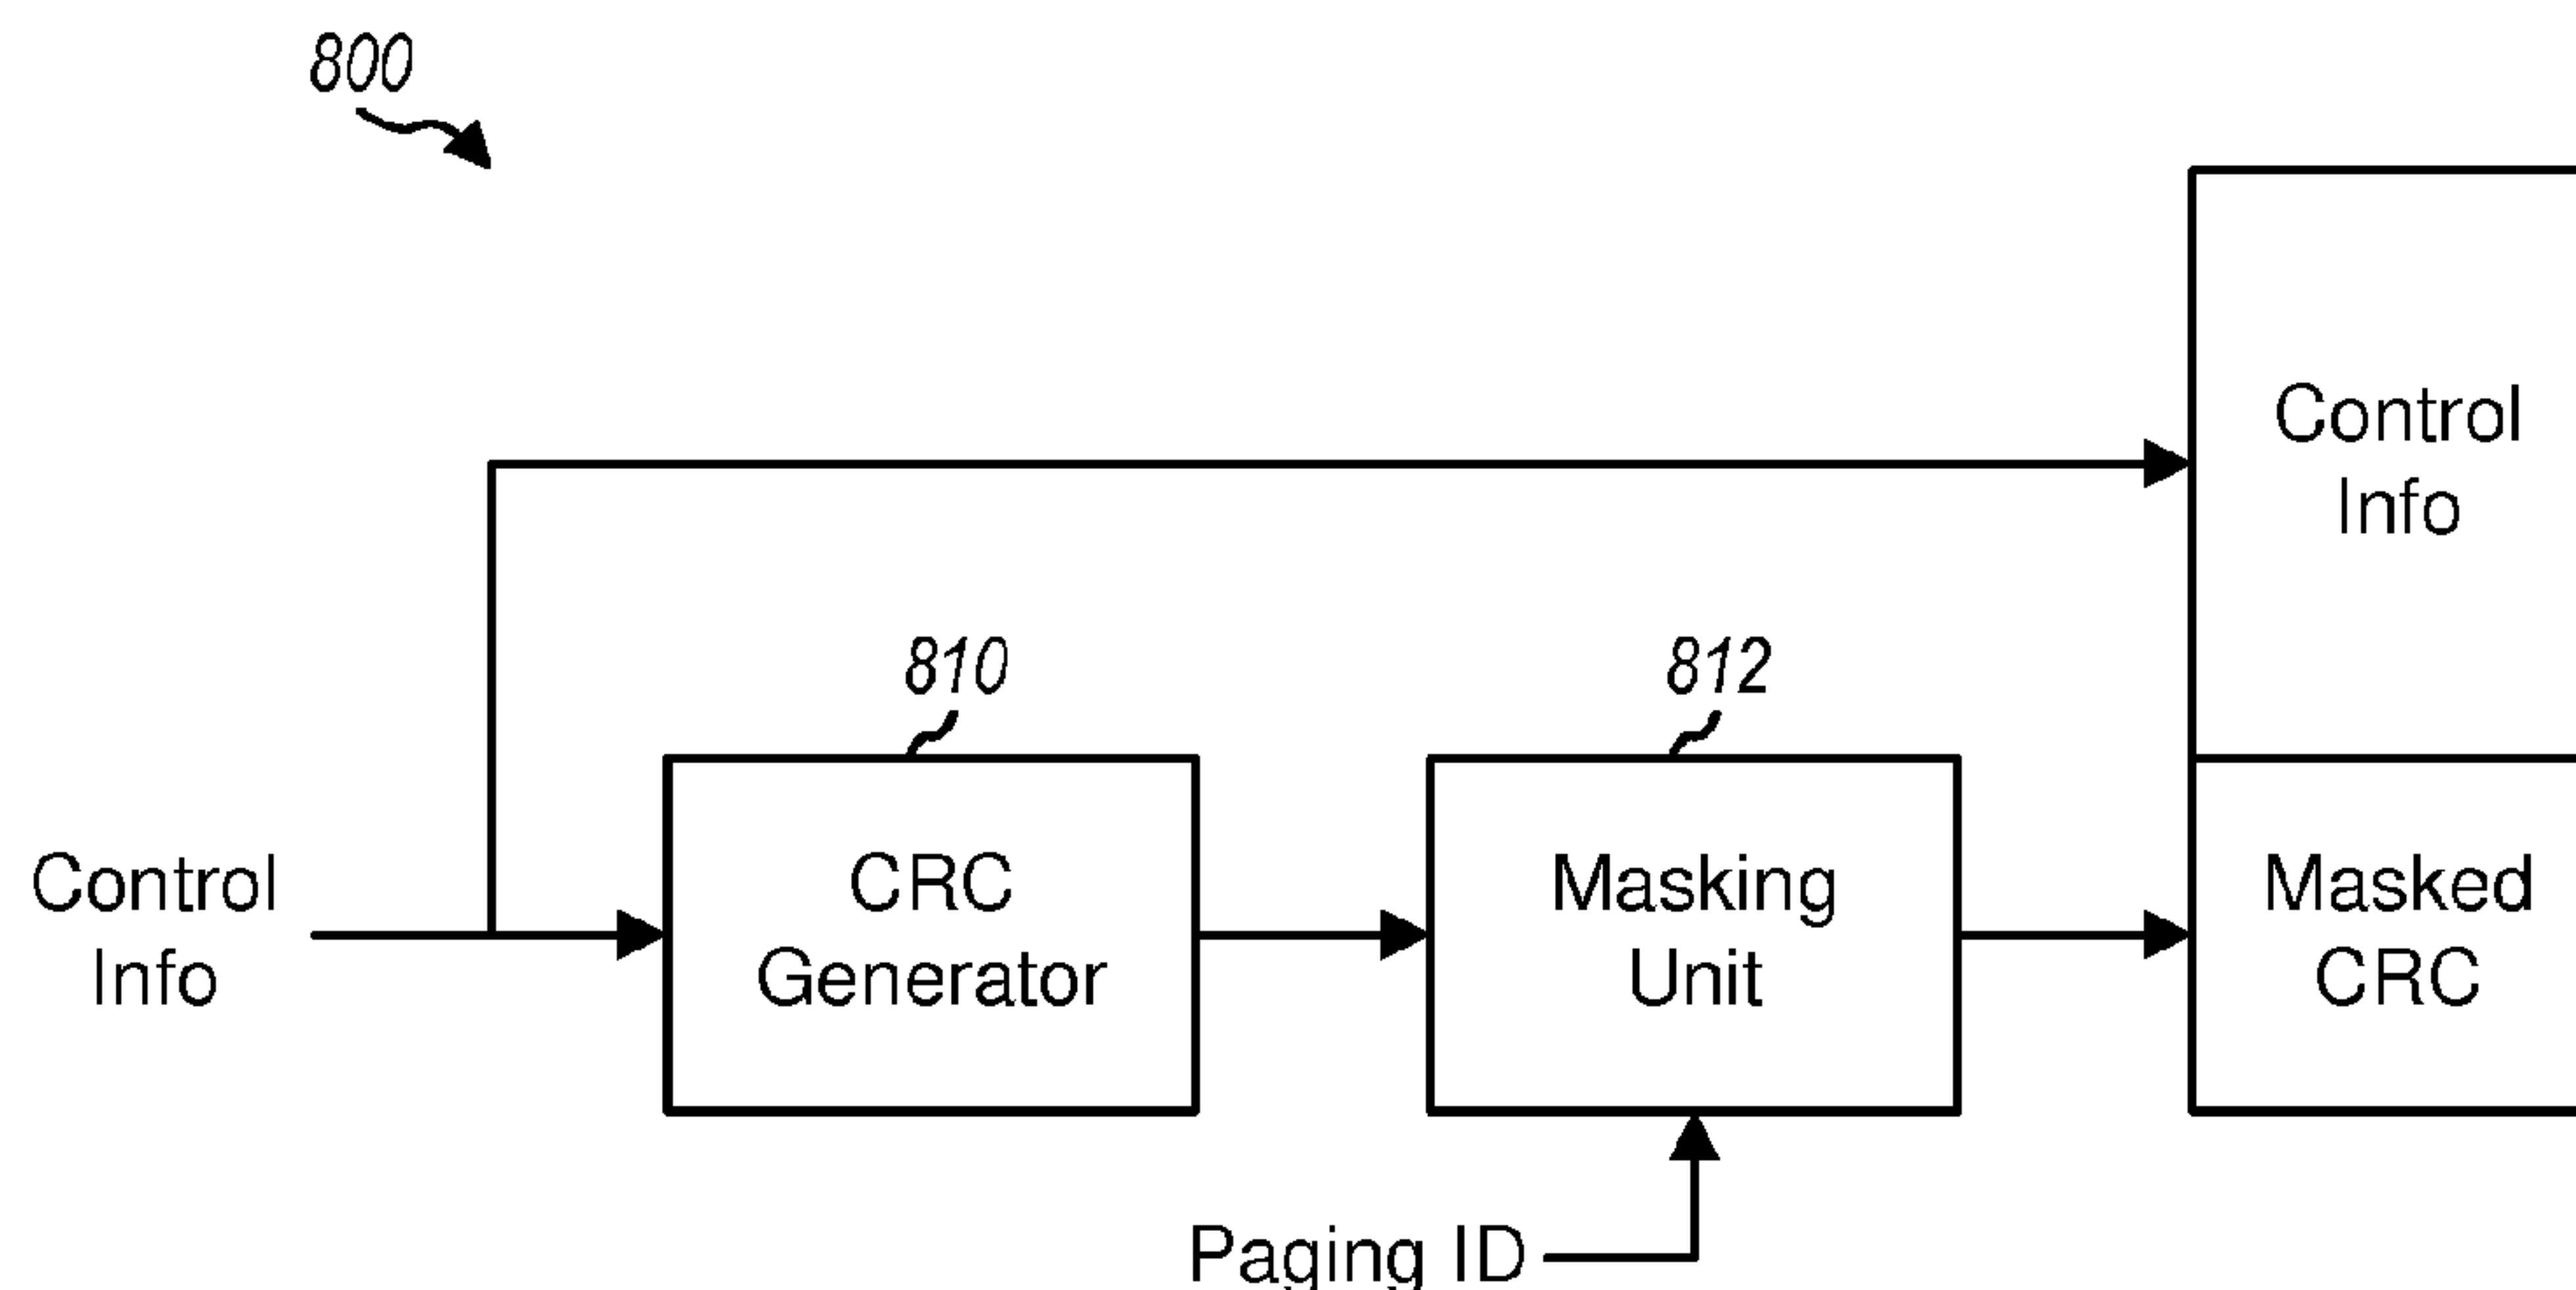 800
Control
Info
810
812
Control
Info
CRC
Generator
Masking
Unit
Masked
CRC
Paging ID